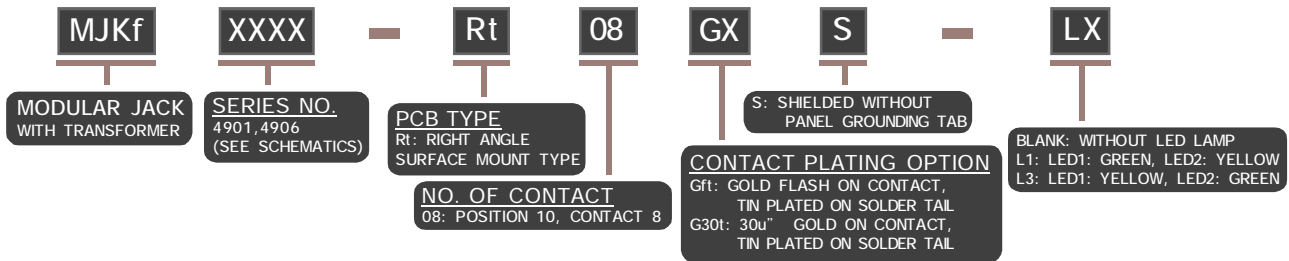 MJKf XXXX - Rt 08 GX S - LX
MODULAR JACK
WITH TRANSFORMER
SERIES NO.
4901,4906
(SEE SCHEMATICS)
PCB TYPE
Rt: RIGHT ANGLE
SURFACE MOUNT TYPE
NO. OF CONTACT
08: POSITION 10, CONTACT 8
S: SHIELDED WITHOUT
PANEL GROUNDING TAB
CONTACT PLATING OPTION
Gft: GOLD FLASH ON CONTACT,
TIN PLATED ON SOLDER TAIL
G30t: 30u" GOLD ON CONTACT,
TIN PLATED ON SOLDER TAIL
BLANK: WITHOUT LED LAMP
L1: LED1: GREEN, LED2: YELLOW
L3: LED1: YELLOW, LED2: GREEN